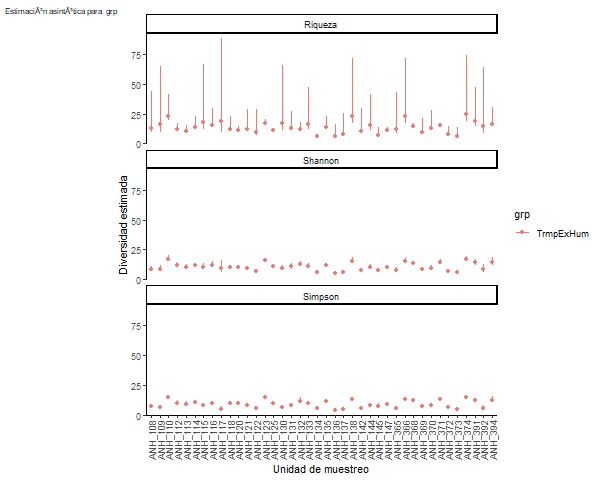 EstimaciÃ³n asintÃ³tica para grp
Riqueza
75
50
25
0
Shannon
75
50
25
0
Simpson
75
50
25
0
Diversidad estimada
grp
TrmpExHum
ANH_108
ANH_109
ANH_110
ANH_112
ANH_113
ANH_114
ANH_115
ANH_116
ANH_117
ANH_118
ANH_120
ANH_121
ANH_122
ANH_123
ANH_125
ANH_130
ANH_131
ANH_132
ANH_133
ANH_134
ANH_135
ANH_136
ANH_137
ANH_138
ANH_142
ANH_144
ANH_145
ANH_147
ANH_365
ANH_366
ANH_368
ANH_369
ANH_370
ANH_371
ANH_372
ANH_373
ANH_374
ANH_391
ANH_392
ANH_394
Unidad de muestreo